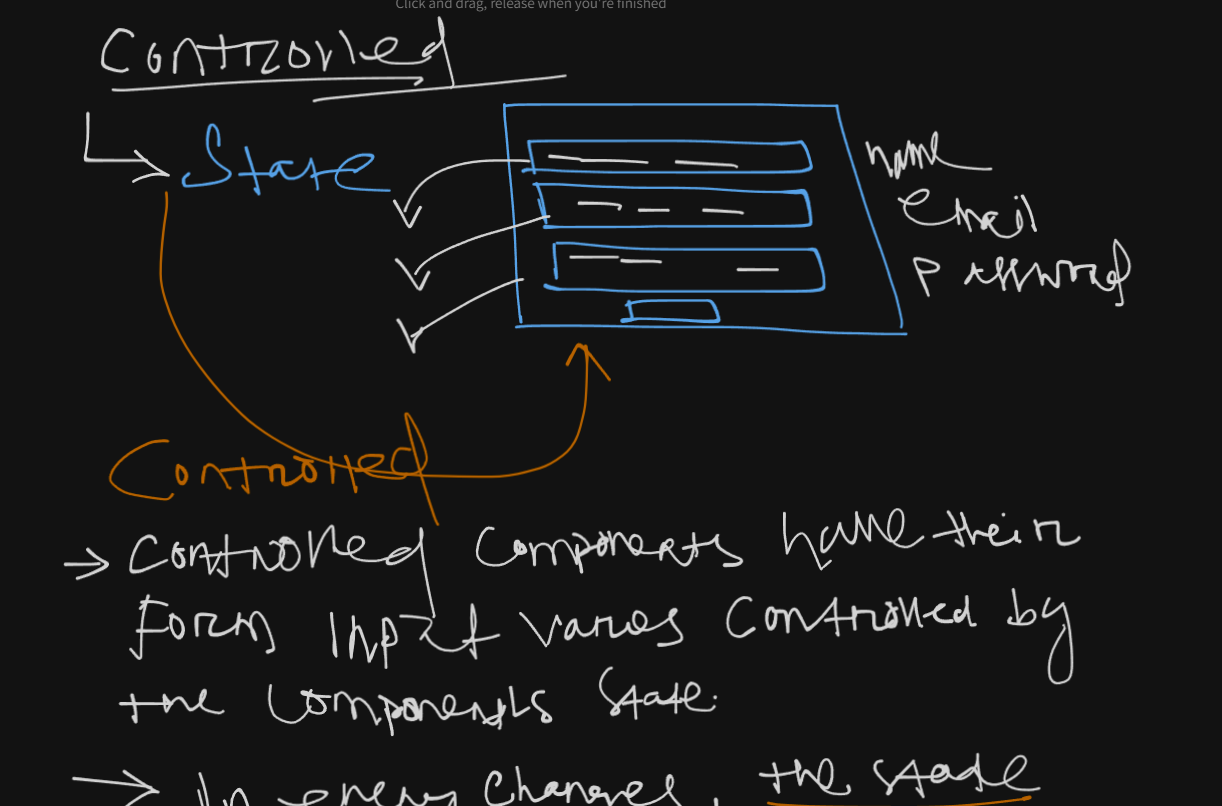 Click and drag, release when you're finished
Controlled
State
name
email
password
Controlled
→ Controlled Components have their
Form Input values controlled by
the components state.
→ In every changes, the state